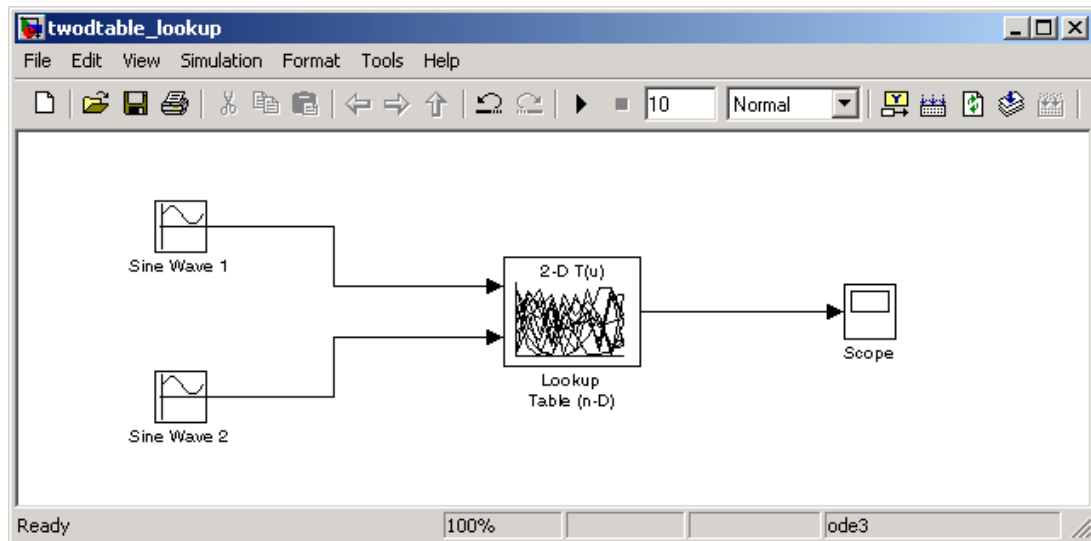 twodtable_lookup
File Edit View Simulation Format Tools Help
10 Normal
Sine Wave 1
2-D T(u)
Lookup
Table (n-D)
Scope
Sine Wave 2
Ready 100% ode3